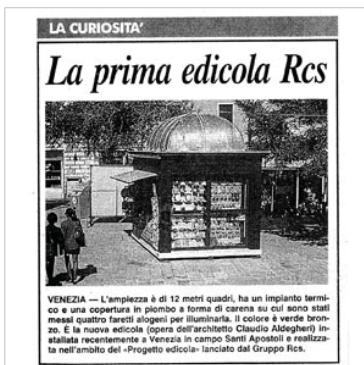 LA CURIOSITA'
La prima edicola Rcs
VENEZIA — L'ampiezza è di 12 metri quadri, ha un impianto termi-
co e una copertura in piombo a forma di carena su cui sono stati
messi quattro faretti alogeni per illuminarla. Il colore è verde bron-
zo. È la nuova edicola (opera dell'architetto Claudio Aldegheri) in-
stallata recentemente a Venezia in campo Santi Apostoli e realizza-
ta nell'ambito del «Progetto edicola» lanciato dal Gruppo Rcs.